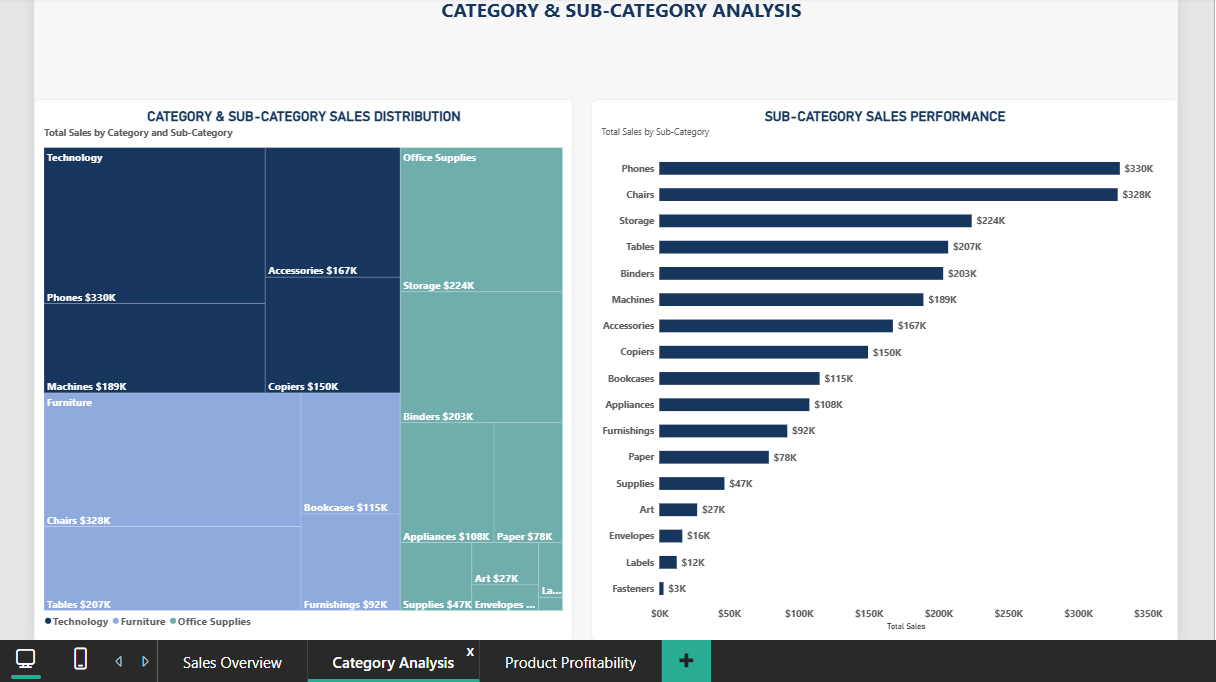 CATEGORY & SUB-CATEGORY ANALYSIS
CATEGORY & SUB-CATEGORY SALES DISTRIBUTION
Total Sales by Category and Sub-Category
Technology
Phones $330K
Accessories $167K
Machines $189K
Copiers $150K
Furniture
Chairs $328K
Bookcases $115K
Tables $207K
Furnishings $92K
Office Supplies
Storage $224K
Binders $203K
Appliances $108K
Paper $78K
Supplies $47K
Art $27K
Envelopes ...
La...
Technology Furniture Office Supplies
SUB-CATEGORY SALES PERFORMANCE
Total Sales by Sub-Category
Phones $330K
Chairs $328K
Storage $224K
Tables $207K
Binders $203K
Machines $189K
Accessories $167K
Copiers $150K
Bookcases $115K
Appliances $108K
Furnishings $92K
Paper $78K
Supplies $47K
Art $27K
Envelopes $16K
Labels $12K
Fasteners $3K
$0K $50K $100K $150K $200K $250K $300K $350K
Total Sales
Sales Overview Category Analysis x Product Profitability +